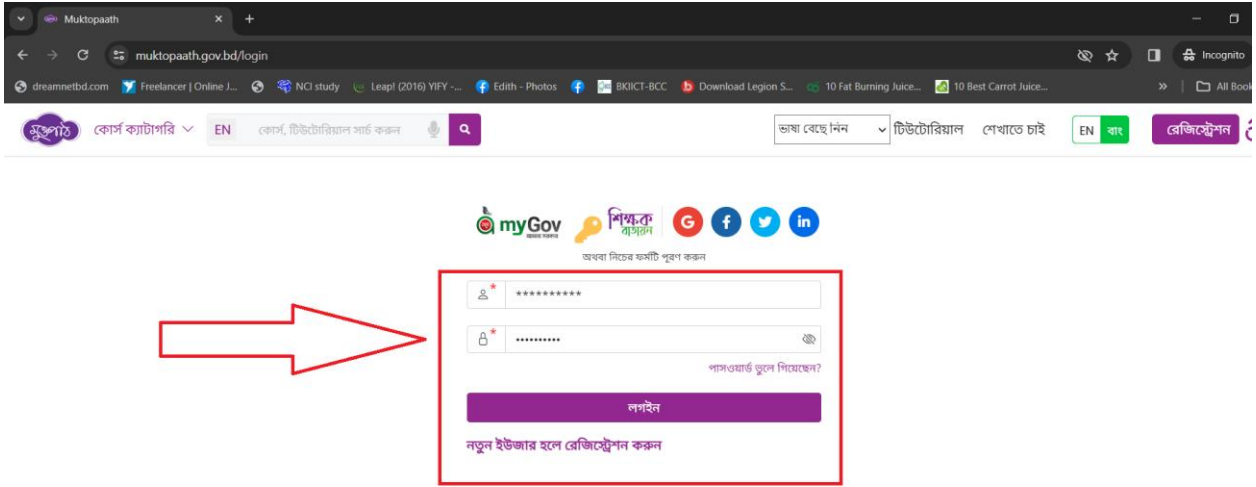 Muktopaath
muktopaath.gov.bd/login
Incognito
dreamnetbd.com Freelancer | Online J... NCI study Leap! (2016) YIFY -... Edith - Photos BKIICT-BCC Download Legion S... 10 Fat Burning Juice... 10 Best Carrot Juice... » All Book
মুক্তপাঠ কোর্স ক্যাটাগরি EN কোর্স, টিউটোরিয়াল সার্চ করুন ভাষা বেছে নিন টিউটোরিয়াল শেখাতে চাই EN বাং রেজিস্ট্রেশন
myGov শিক্ষক বাতায়ন G f in
অথবা নিচের ফর্মটি পূরণ করুন
* **********
* ••••••••••
পাসওয়ার্ড ভুলে গিয়েছেন?
লগইন
নতুন ইউজার হলে রেজিস্ট্রেশন করুন